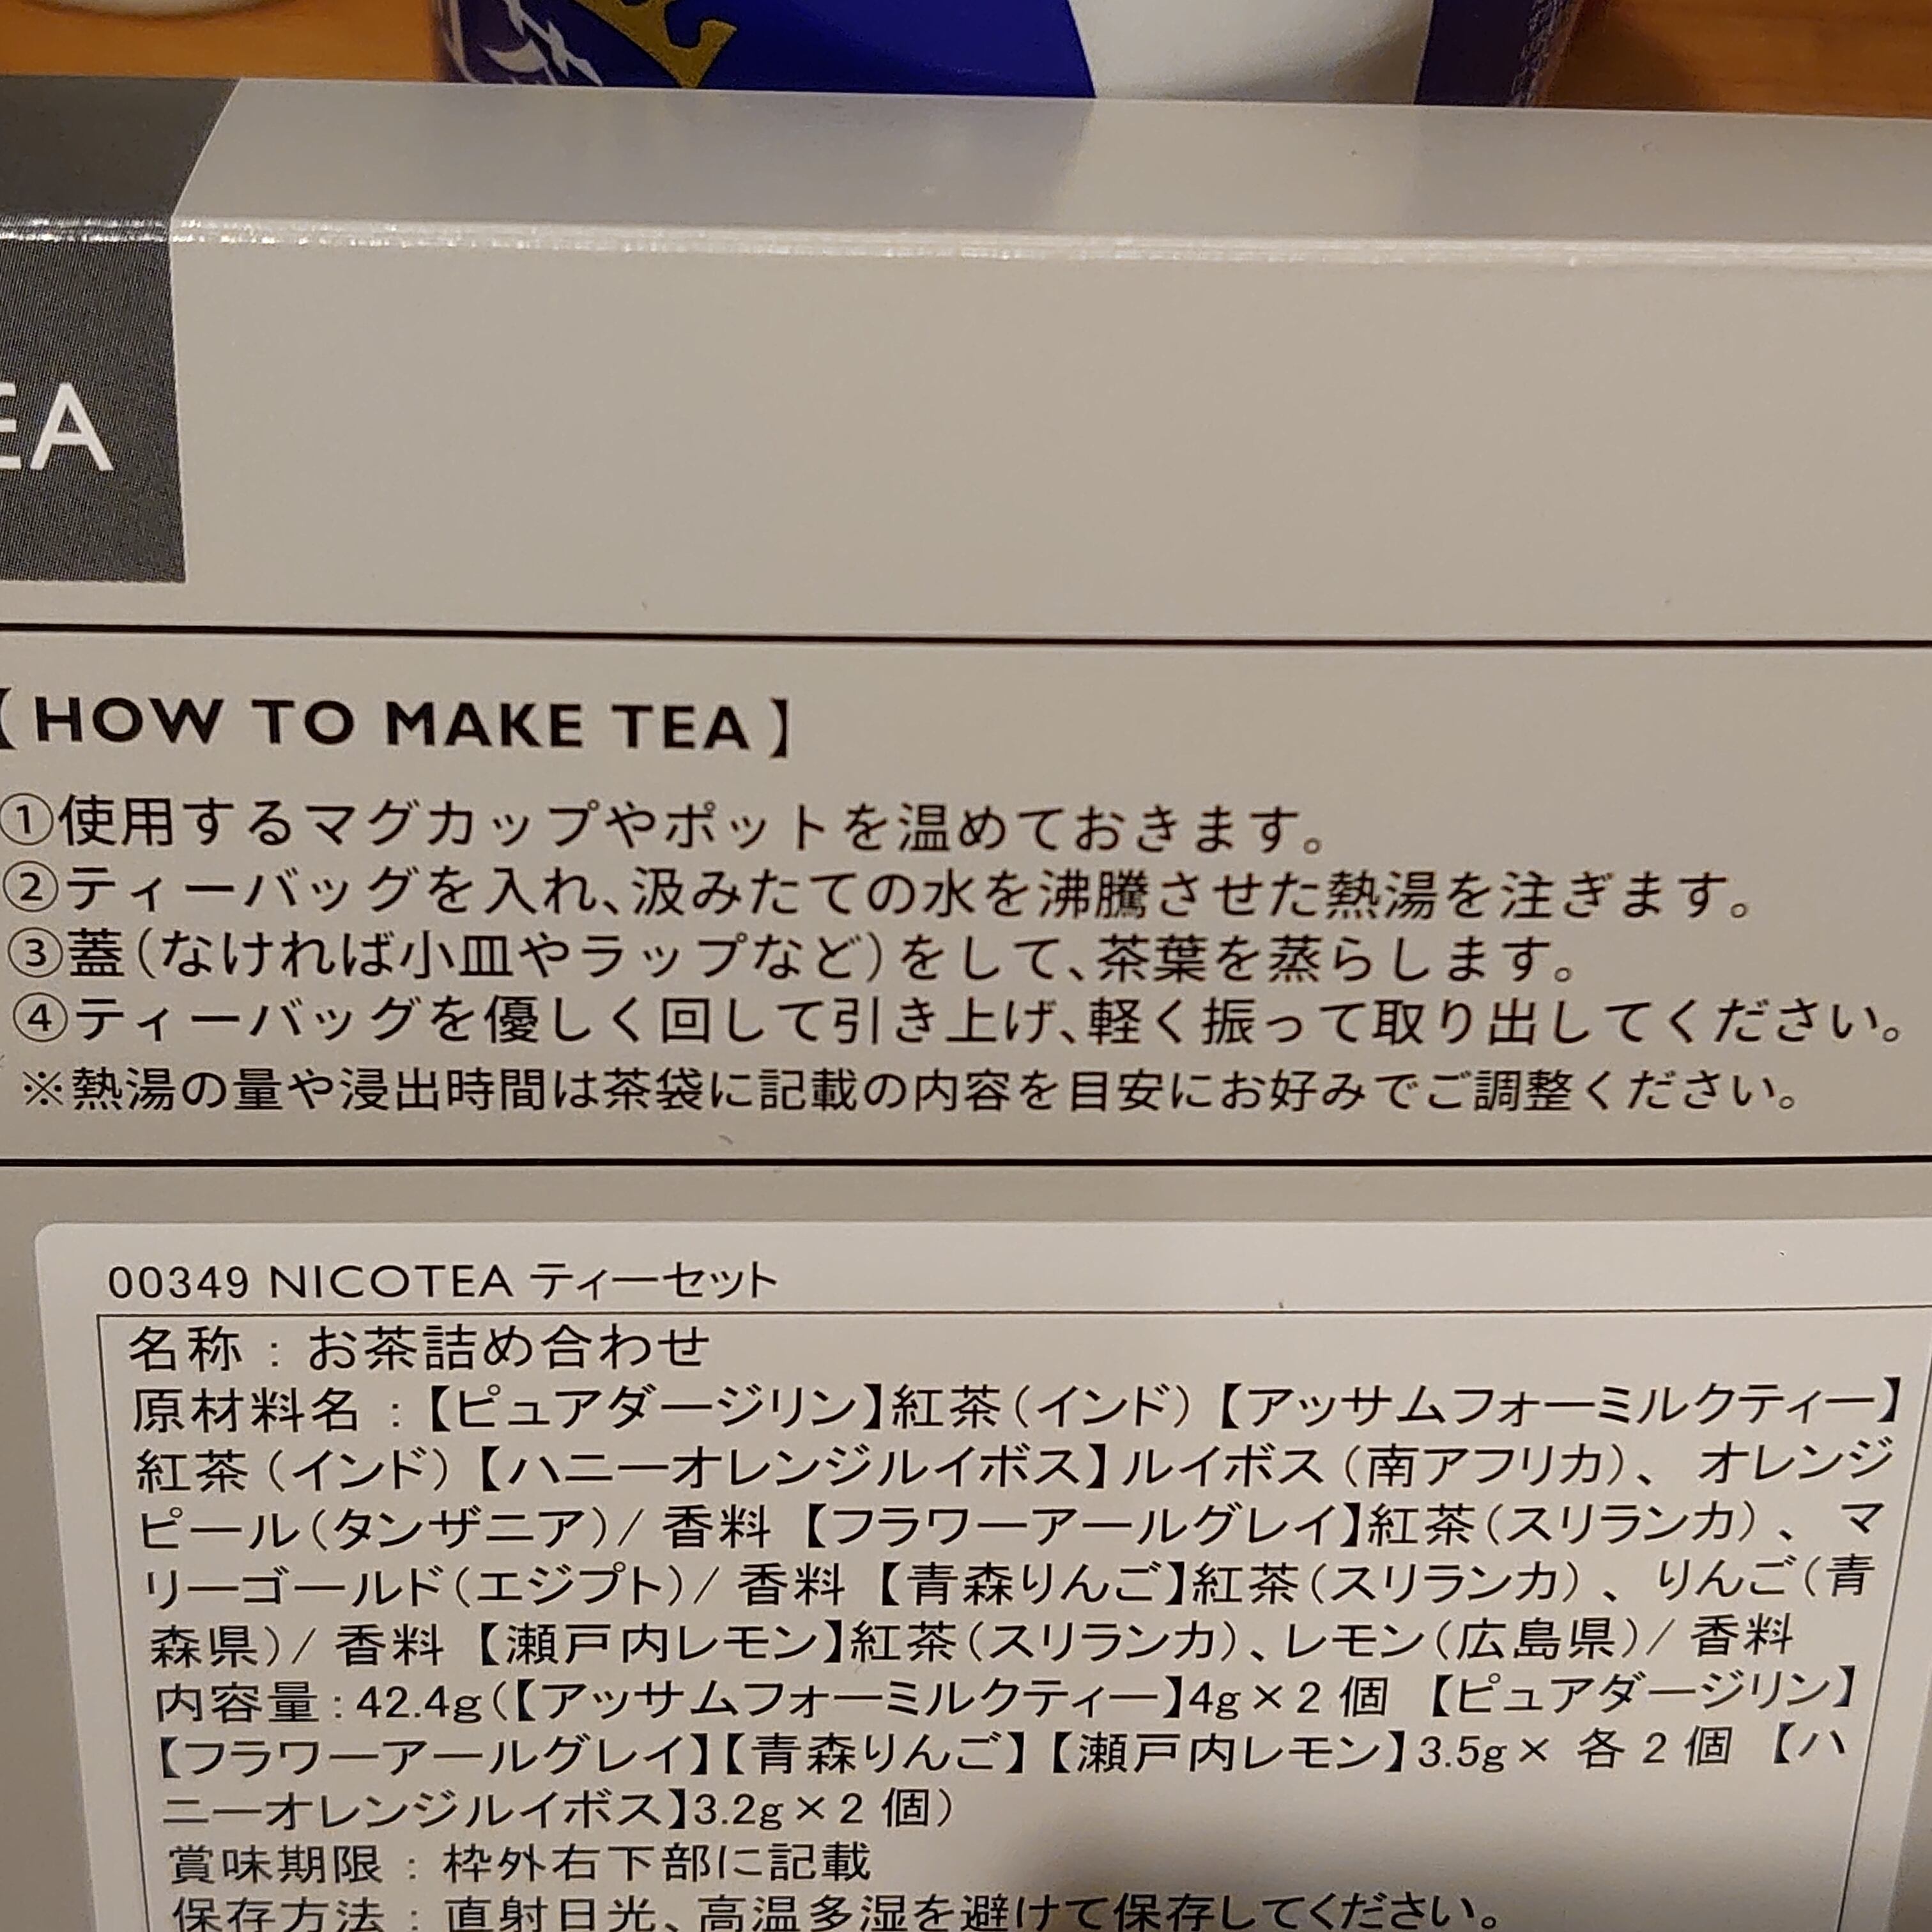 EA
【HOW TO MAKE TEA】
①使用するマグカップやポットを温めておきます。
②ティーバッグを入れ、汲みたての水を沸騰させた熱湯を注ぎます。
③蓋(なければ小皿やラップなど)をして、茶葉を蒸らします。
④ティーバッグを優しく回して引き上げ、軽く振って取り出してください。
※熱湯の量や浸出時間は茶袋に記載の内容を目安にお好みでご調整ください。
00349 NICOTEA ティーセット
名称：お茶詰め合わせ
原材料名：【ピュアダージリン】紅茶(インド)【アッサムフォーミルクティー】
紅茶(インド)【ハニーオレンジルイボス】ルイボス(南アフリカ)、オレンジ
ピール(タンザニア)/香料【フラワーアールグレイ】紅茶(スリランカ)、マ
リーゴールド(エジプト)/香料【青森りんご】紅茶(スリランカ)、りんご(青
森県)/香料【瀬戸内レモン】紅茶(スリランカ)、レモン(広島県)/香料
内容量：42.4g(【アッサムフォーミルクティー】4g×2個【ピュアダージリン】
【フラワーアールグレイ】【青森りんご】【瀬戸内レモン】3.5g×各2個【ハ
ニーオレンジルイボス】3.2g×2個)
賞味期限：枠外右下部に記載
保存方法：直射日光、高温多湿を避けて保存してください。